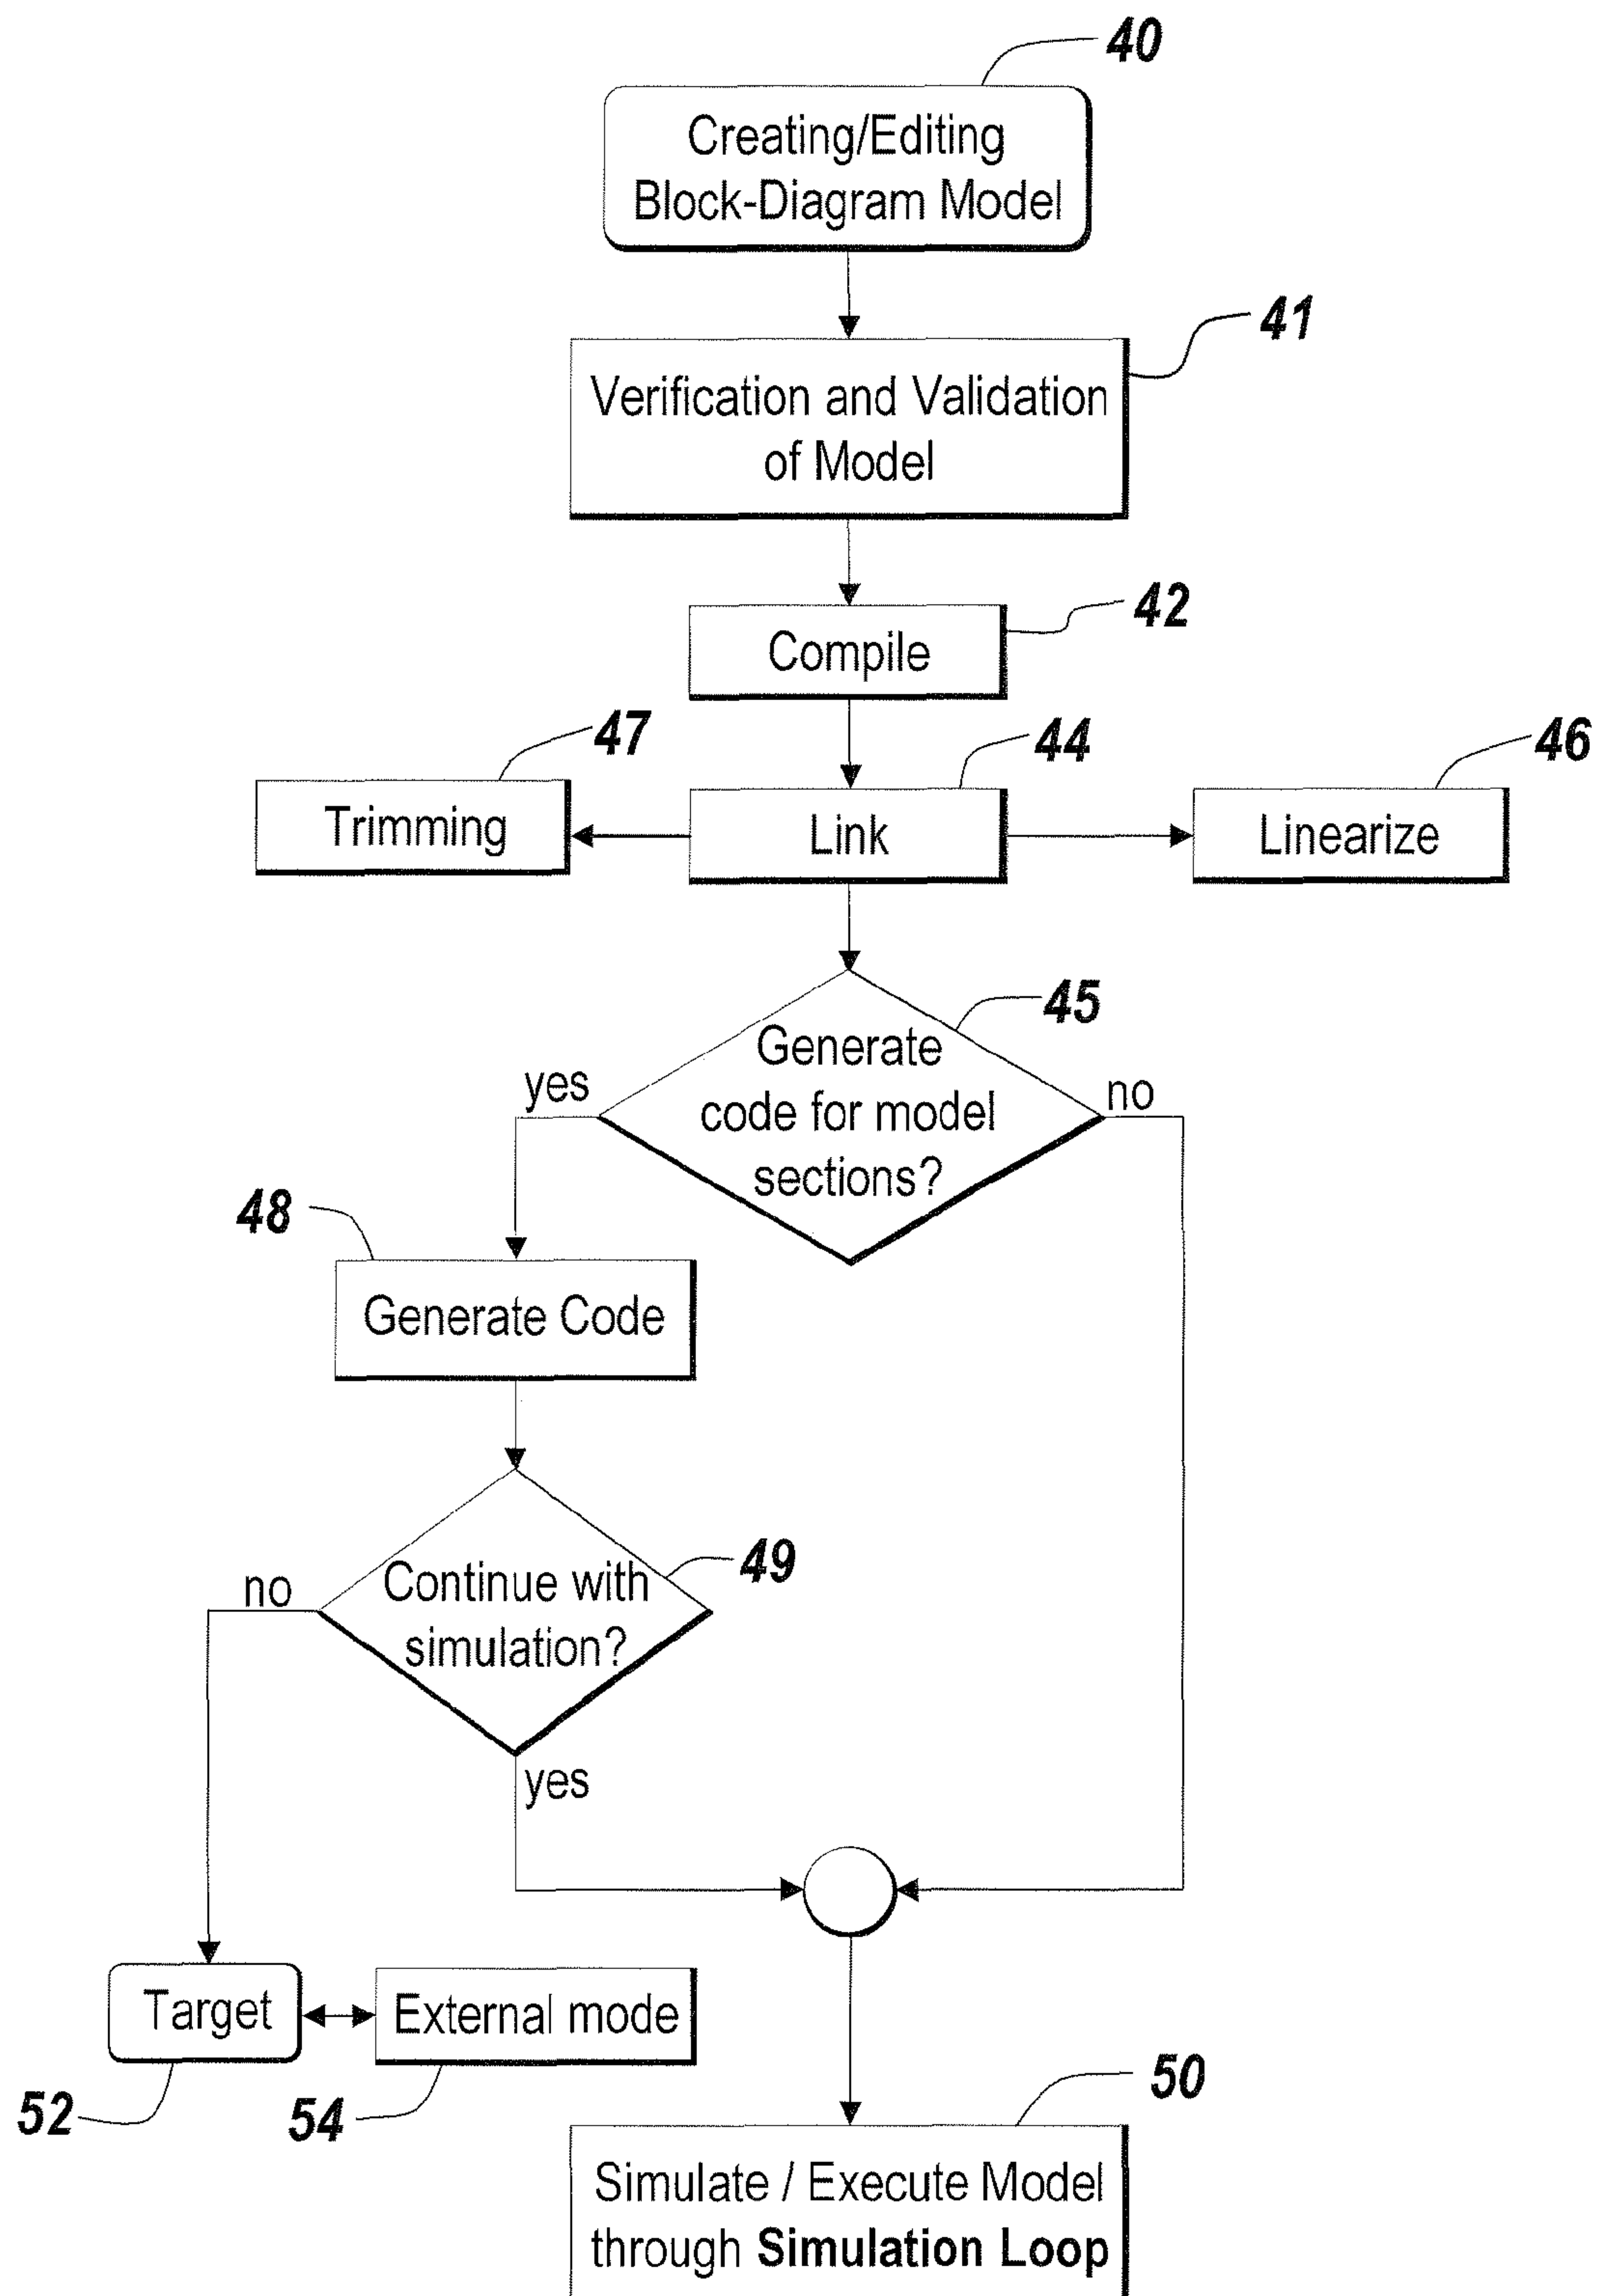 40
Creating/Editing
Block-Diagram Model
41
Verification and Validation
of Model
42
Compile
47
44
46
Trimming
Link
Linearize
45
Generate
code for model
sections?
yes
no
48
Generate Code
49
Continue with
simulation?
no
yes
Target
External mode
52
54
50
Simulate / Execute Model
through Simulation Loop